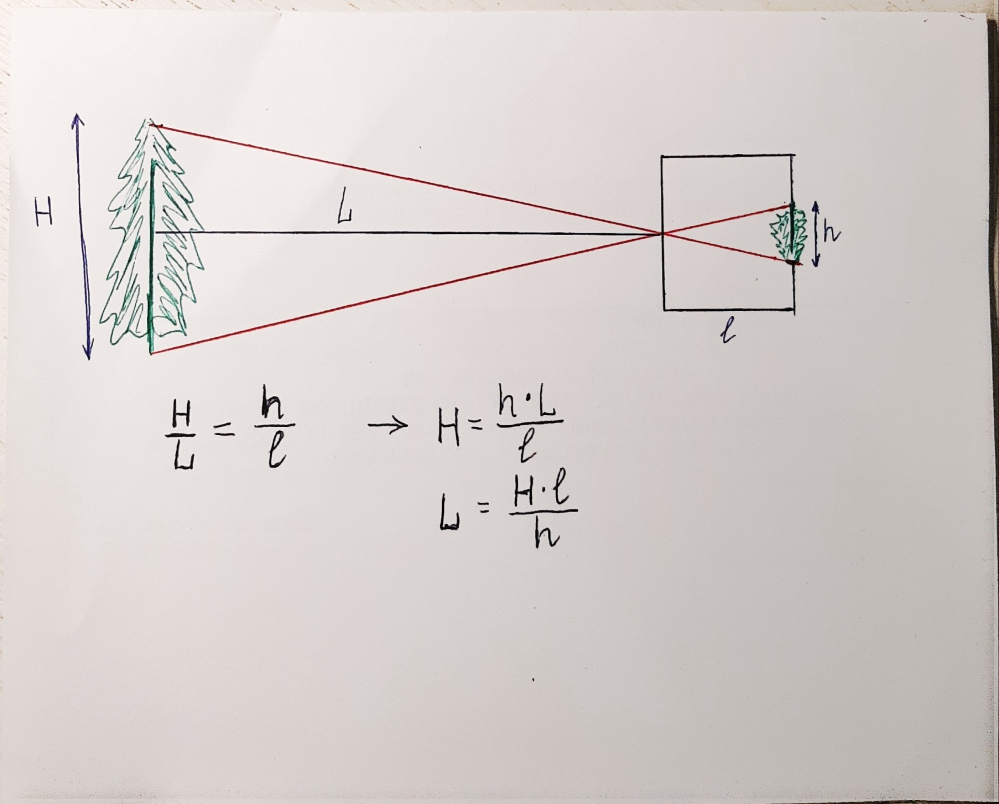 H
L
h
ℓ
H/L = h/ℓ → H = h·L/ℓ
L = H·ℓ/h